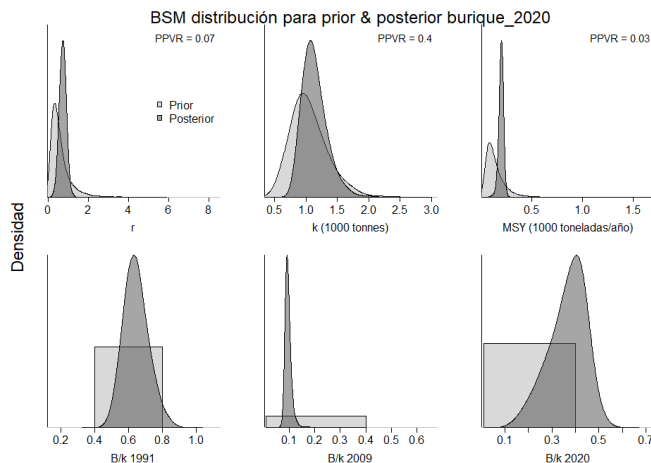 BSM distribución para prior & posterior burique_2020
PPVR = 0.07
PPVR = 0.4
PPVR = 0.03
Prior
Posterior
0 2 4 6 8
0.5 1.0 1.5 2.0 2.5 3.0
0.5 1.0 1.5
r
k (1000 tonnes)
MSY (1000 toneladas/año)
Densidad
0.2 0.4 0.6 0.8 1.0
0.1 0.2 0.3 0.4 0.5 0.6
0.1 0.3 0.5 0.7
B/k 1991
B/k 2009
B/k 2020